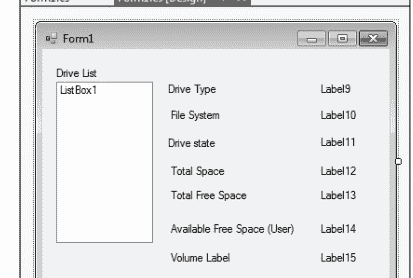 Form1
Drive List
ListBox1
Drive Type Label9
File System Label10
Drive state Label11
Total Space Label12
Total Free Space Label13
Available Free Space (User) Label14
Volume Label Label15